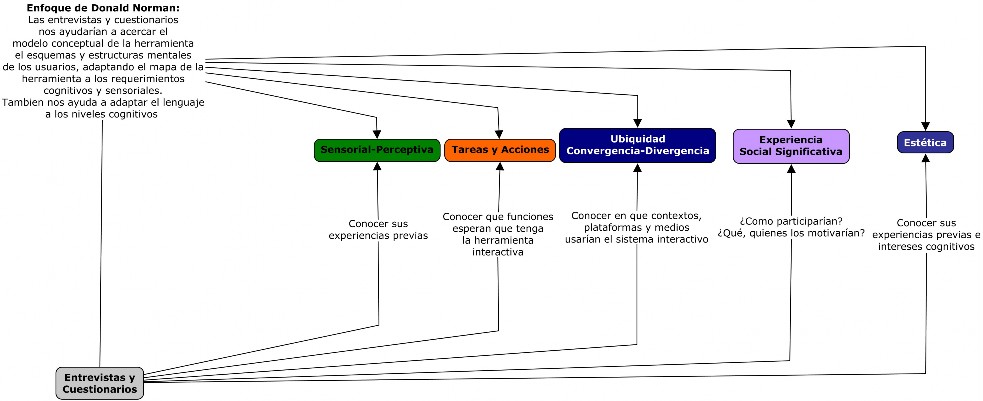 Enfoque de Donald Norman:
Las entrevistas y cuestionarios
nos ayudarían a acercar el
modelo conceptual de la herramienta
el esquemas y estructuras mentales
de los usuarios, adaptando el mapa de la
herramienta a los requerimientos
cognitivos y sensoriales.
Tambien nos ayuda a adaptar el lenguaje
a los niveles cognitivos
Sensorial-Perceptiva
Tareas y Acciones
Ubiquidad
Convergencia-Divergencia
Experiencia
Social Significativa
Estética
Conocer sus
experiencias previas
Conocer que funciones
esperan que tenga
la herramienta
interactiva
Conocer en que contextos,
plataformas y medios
usarian el sistema interactivo
¿Como participarian?
¿Qué, quienes los motivarían?
Conocer sus
experiencias previas e
intereses cognitivos
Entrevistas y
Cuestionarios